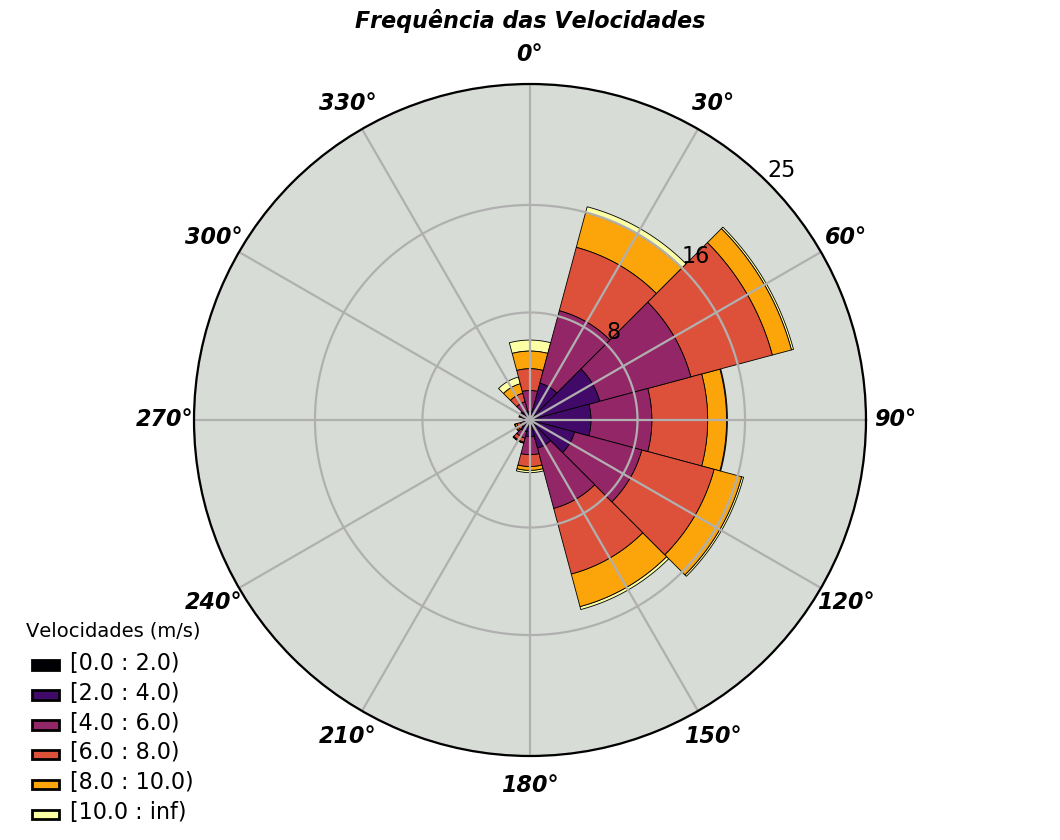 Frequência das Velocidades
0°
330°
30°
25
300°
60°
16
8
270°
90°
240°
120°
Velocidades (m/s)
[0.0 : 2.0)
[2.0 : 4.0)
[4.0 : 6.0)
210°
150°
[6.0 : 8.0)
180°
[8.0 : 10.0)
[10.0 : inf)